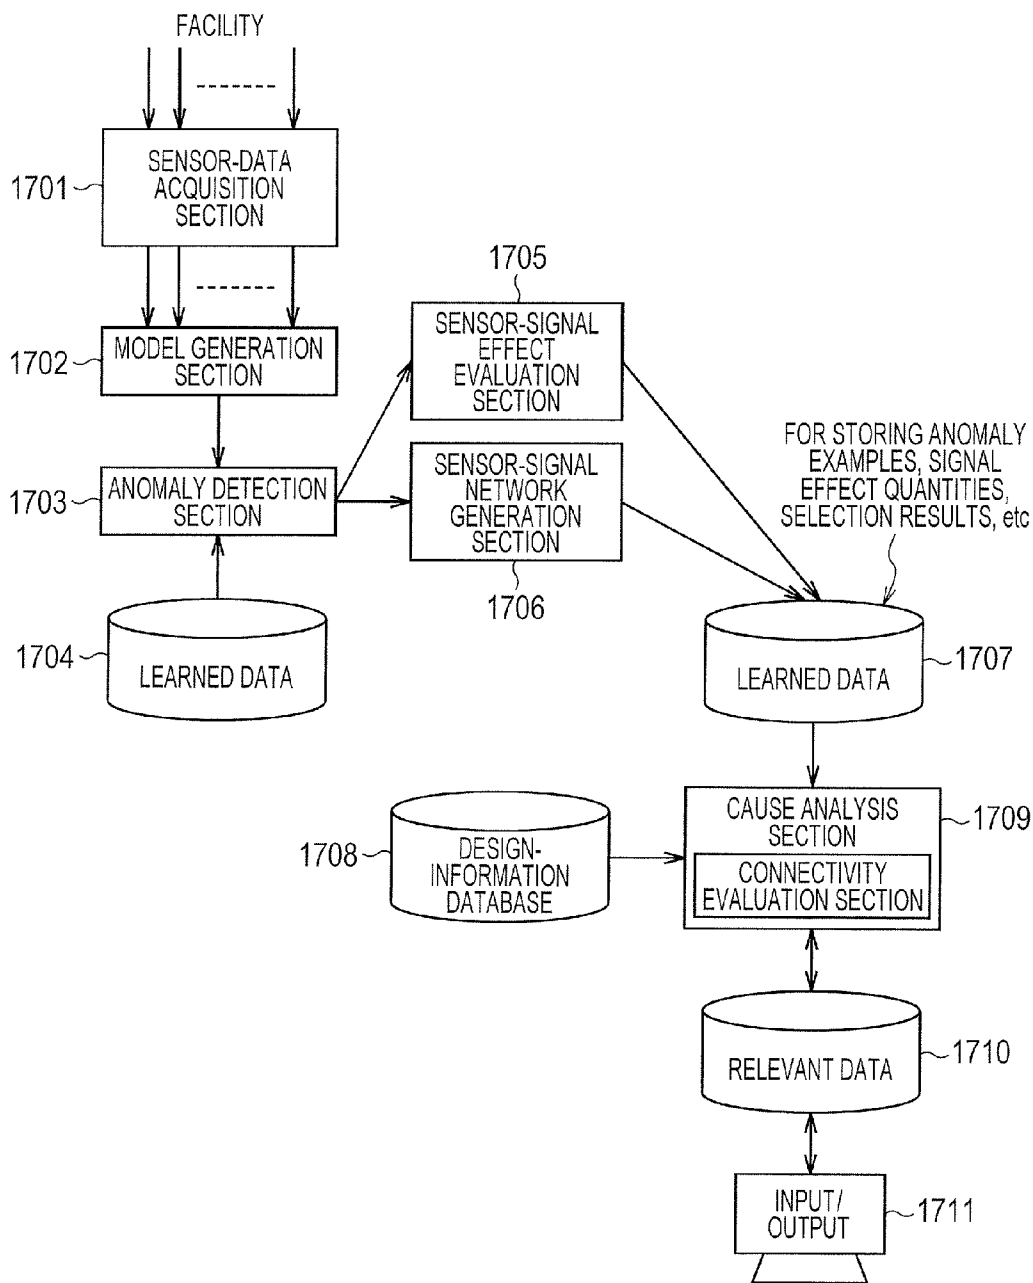 FACILITY
SENSOR-DATA
ACQUISITION
SECTION
1701
1705
MODEL GENERATION
SECTION
1702
SENSOR-SIGNAL
EFFECT
EVALUATION
SECTION
FOR STORING ANOMALY
EXAMPLES, SIGNAL
EFFECT QUANTITIES,
SELECTION RESULTS, etc
ANOMALY DETECTION
SECTION
1703
SENSOR-SIGNAL
NETWORK
GENERATION
SECTION
1706
1704
LEARNED DATA
LEARNED DATA
1707
1708
DESIGN-
INFORMATION
DATABASE
CAUSE ANALYSIS
SECTION
1709
CONNECTIVITY
EVALUATION SECTION
RELEVANT DATA
1710
INPUT/
OUTPUT
1711